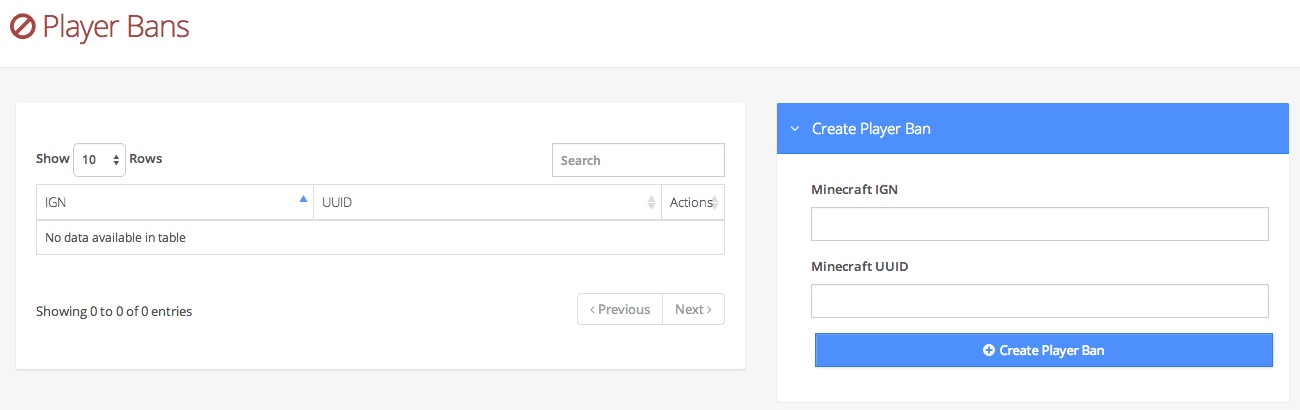 Player Bans
Show 10 Rows
Search
IGN UUID Actions
No data available in table
Showing 0 to 0 of 0 entries
‹ Previous Next ›
Create Player Ban
Minecraft IGN
Minecraft UUID
Create Player Ban